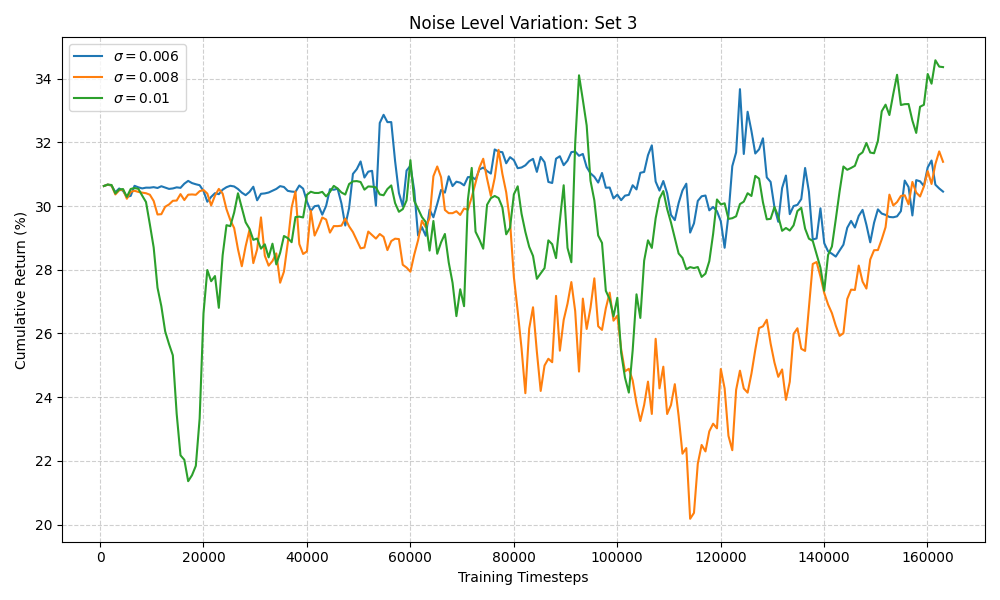 Noise Level Variation: Set 3
σ = 0.006
σ = 0.008
σ = 0.01
Cumulative Return (%)
34
32
30
28
26
24
22
20
0 20000 40000 60000 80000 100000 120000 140000 160000
Training Timesteps